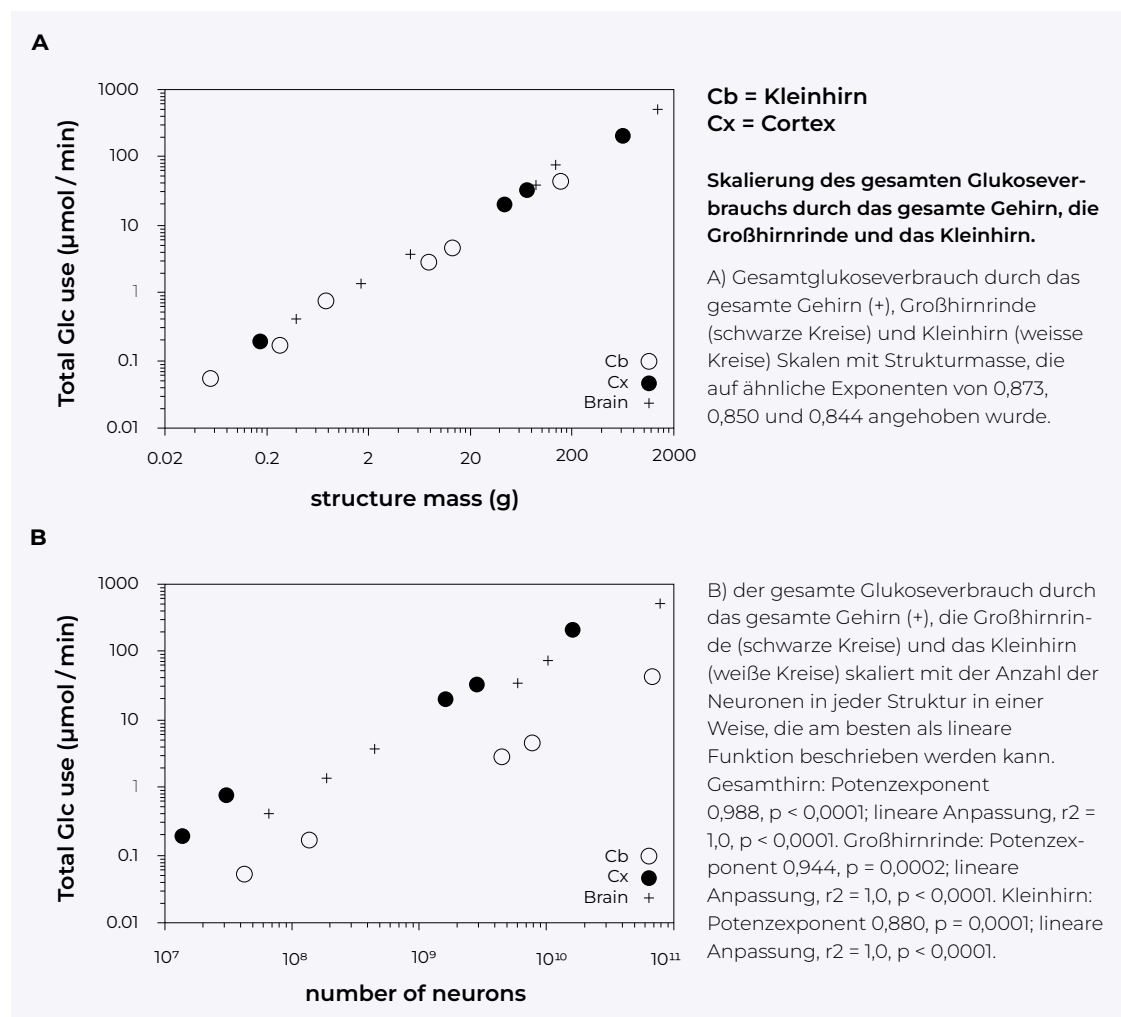 A
1000
100
10
1
0.1
0.01
Total Glc use (µmol / min)
Cb
Cx
Brain
0.02
0.2
2
20
200
2000
structure mass (g)
Cb = Kleinhirn
Cx = Cortex
Skalierung des gesamten Glukosever-
brauchs durch das gesamte Gehirn, die
Großhirnrinde und das Kleinhirn.
A) Gesamtglukoseverbrauch durch das
gesamte Gehirn (+), Großhirnrinde
(schwarze Kreise) und Kleinhirn (weisse
Kreise) Skalen mit Strukturmasse, die
auf ähnliche Exponenten von 0,873,
0,850 und 0,844 angehoben wurde.
B
1000
100
10
1
0.1
0.01
Total Glc use (µmol / min)
Cb
Cx
Brain
10⁷
10⁸
10⁹
10¹⁰
10¹¹
number of neurons
B) der gesamte Glukoseverbrauch durch
das gesamte Gehirn (+), die Großhirnrin-
de (schwarze Kreise) und das Kleinhirn
(weiße Kreise) skaliert mit der Anzahl der
Neuronen in jeder Struktur in einer
Weise, die am besten als lineare
Funktion beschrieben werden kann.
Gesamthirn: Potenzexponent
0,988, p < 0,0001; lineare Anpassung, r2 =
1,0, p < 0,0001. Großhirnrinde: Potenzex-
ponent 0,944, p = 0,0002; lineare
Anpassung, r2 = 1,0, p < 0,0001. Kleinhirn:
Potenzexponent 0,880, p = 0,0001; lineare
Anpassung, r2 = 1,0, p < 0,0001.